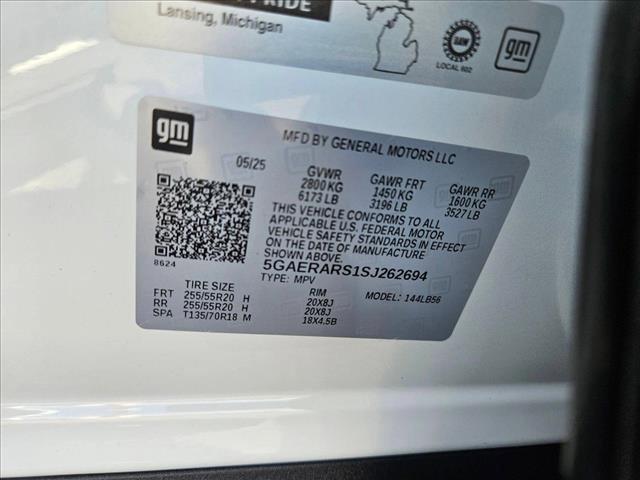 RIDE
Lansing, Michigan
UAW
LOCAL 602
gm
gm
MFD BY GENERAL MOTORS LLC
05/25 GVWR GAWR FRT GAWR RR
2800 KG 1450 KG 1600 KG
6173 LB 3196 LB 3527 LB
THIS VEHICLE CONFORMS TO ALL
APPLICABLE U.S. FEDERAL MOTOR
VEHICLE SAFETY STANDARDS IN EFFECT
ON THE DATE OF MANUFACTURE
SHOWN ABOVE.
8624
5GAERARS1SJ262694
TYPE: MPV MODEL: 144LB56
TIRE SIZE RIM
FRT 255/55R20 H 20X8J
RR 255/55R20 H 20X8J
SPA T135/70R18 M 18X4.5B